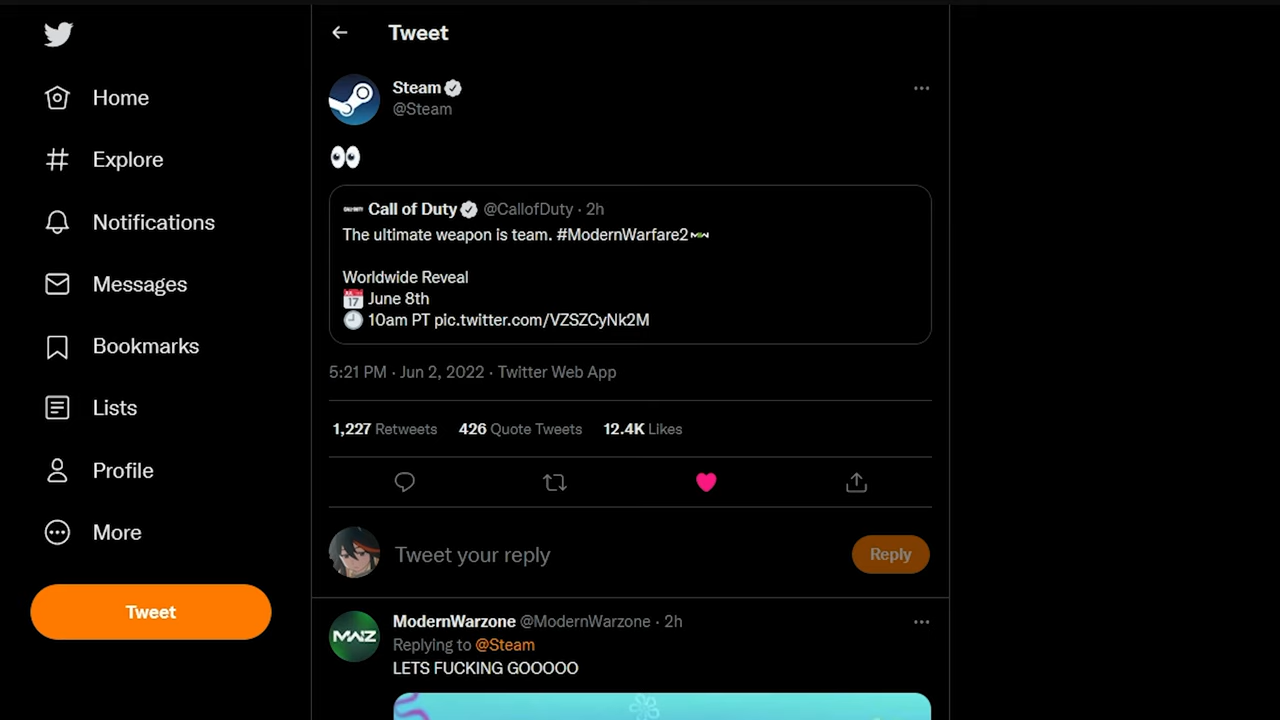 Tweet
Home
Explore
Notifications
Messages
Bookmarks
Lists
Profile
More
Tweet
Steam
@Steam
👀
Call of Duty @CallofDuty · 2h
The ultimate weapon is team. #ModernWarfare2
Worldwide Reveal
📅 June 8th
🕘 10am PT pic.twitter.com/VZSZCyNk2M
5:21 PM · Jun 2, 2022 · Twitter Web App
1,227 Retweets 426 Quote Tweets 12.4K Likes
Tweet your reply
Reply
MWZ
ModernWarzone @ModernWarzone · 2h
Replying to @Steam
LETS FUCKING GOOOOO